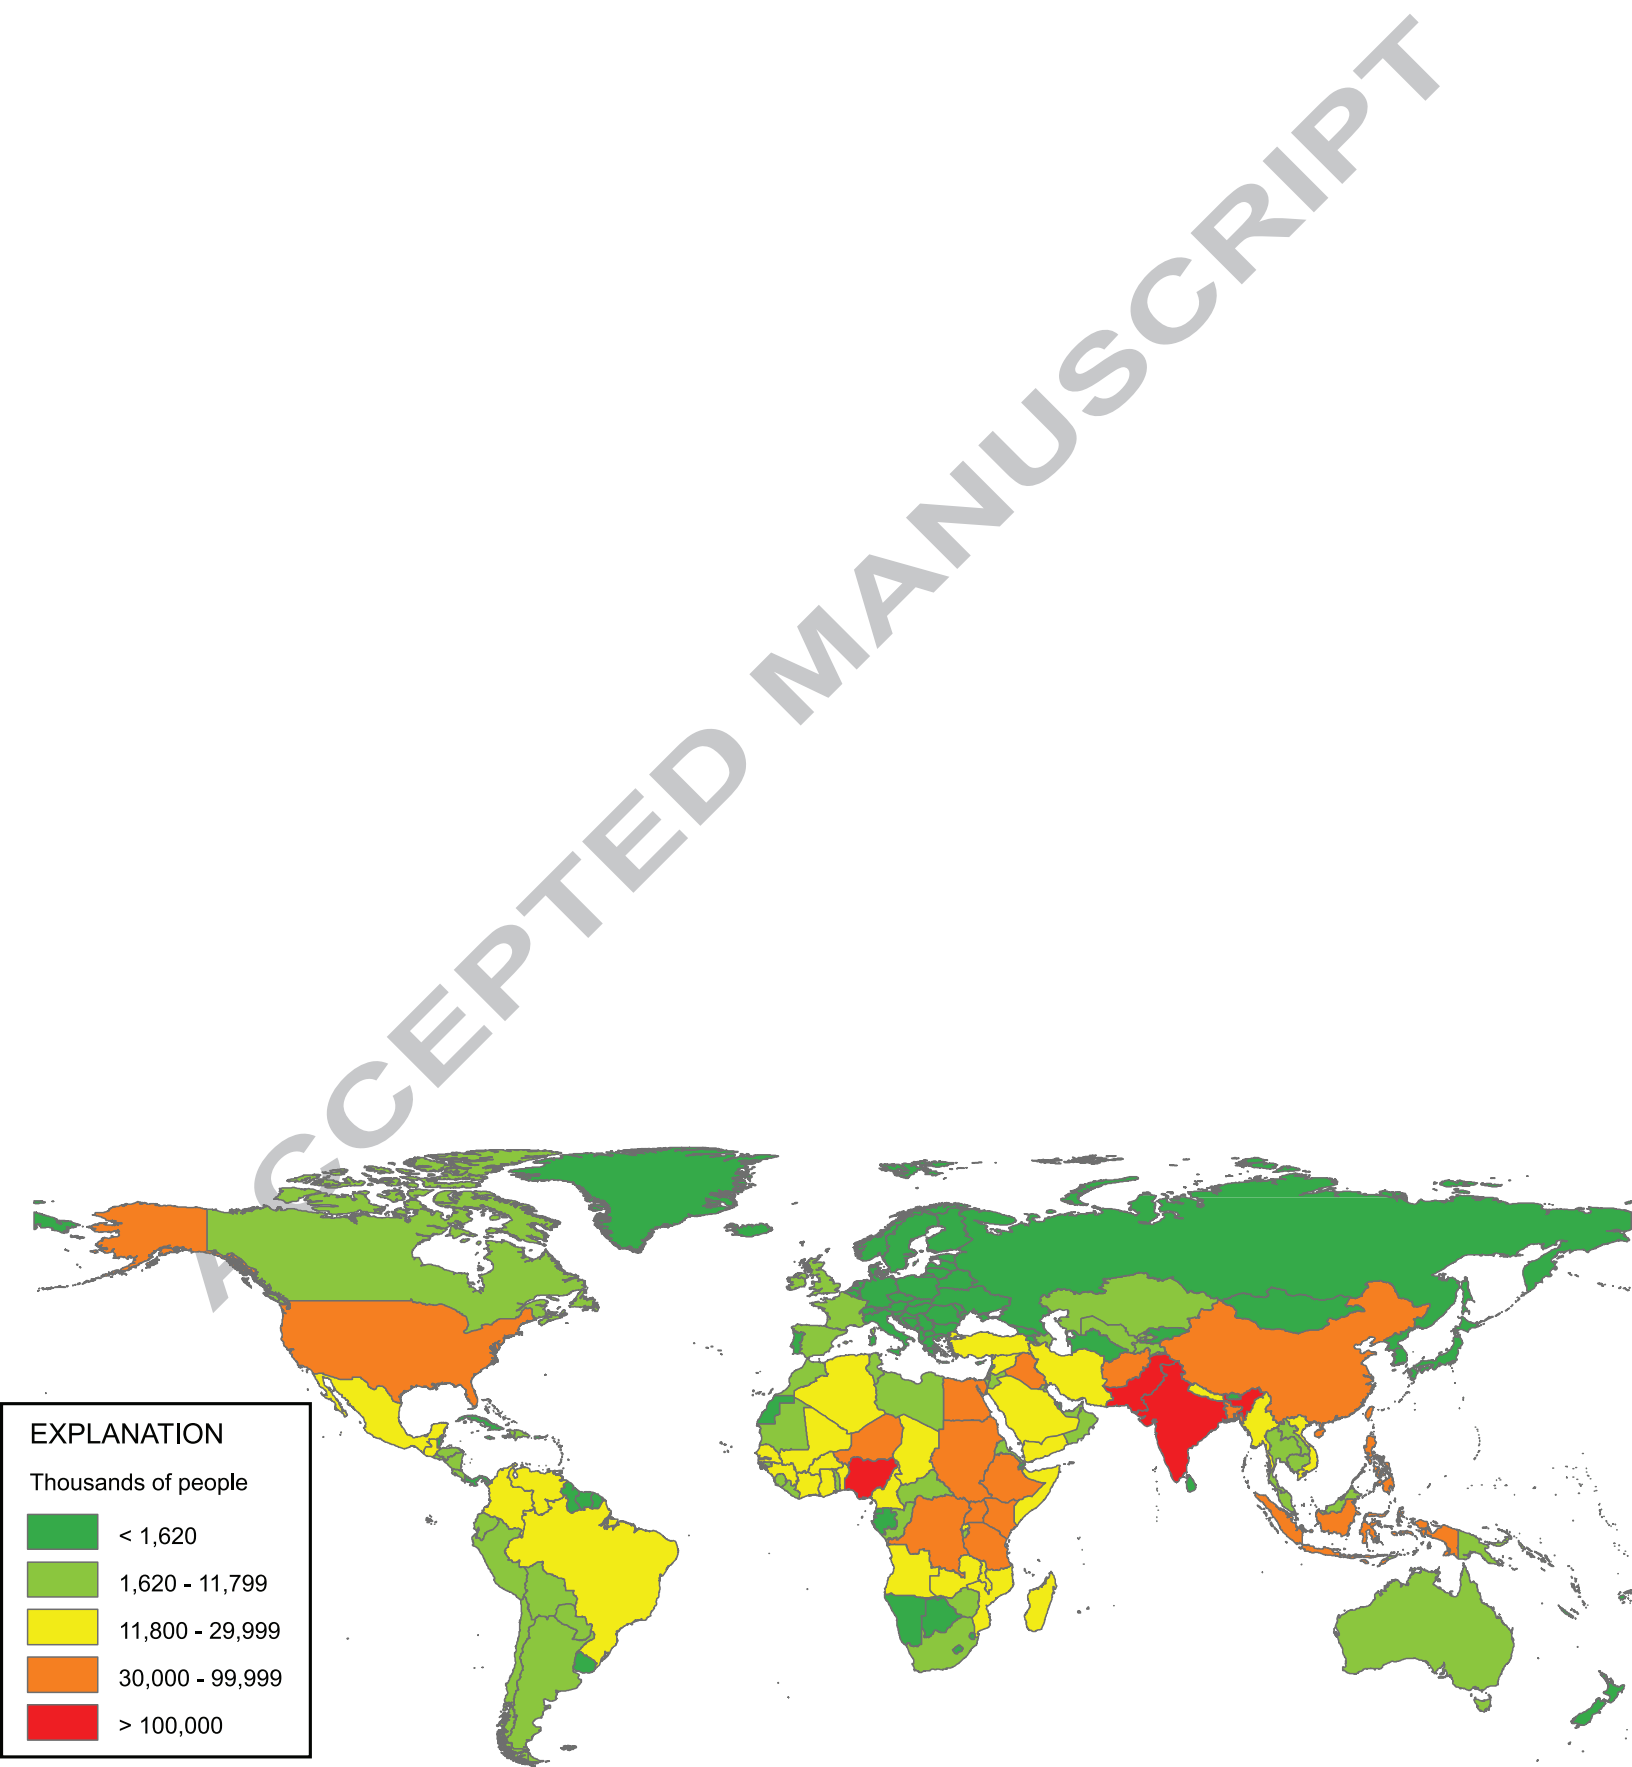 ACCEPTED MANUSCRIPT
EXPLANATION
Thousands of people
< 1,620
1,620 - 11,799
11,800 - 29,999
30,000 - 99,999
> 100,000